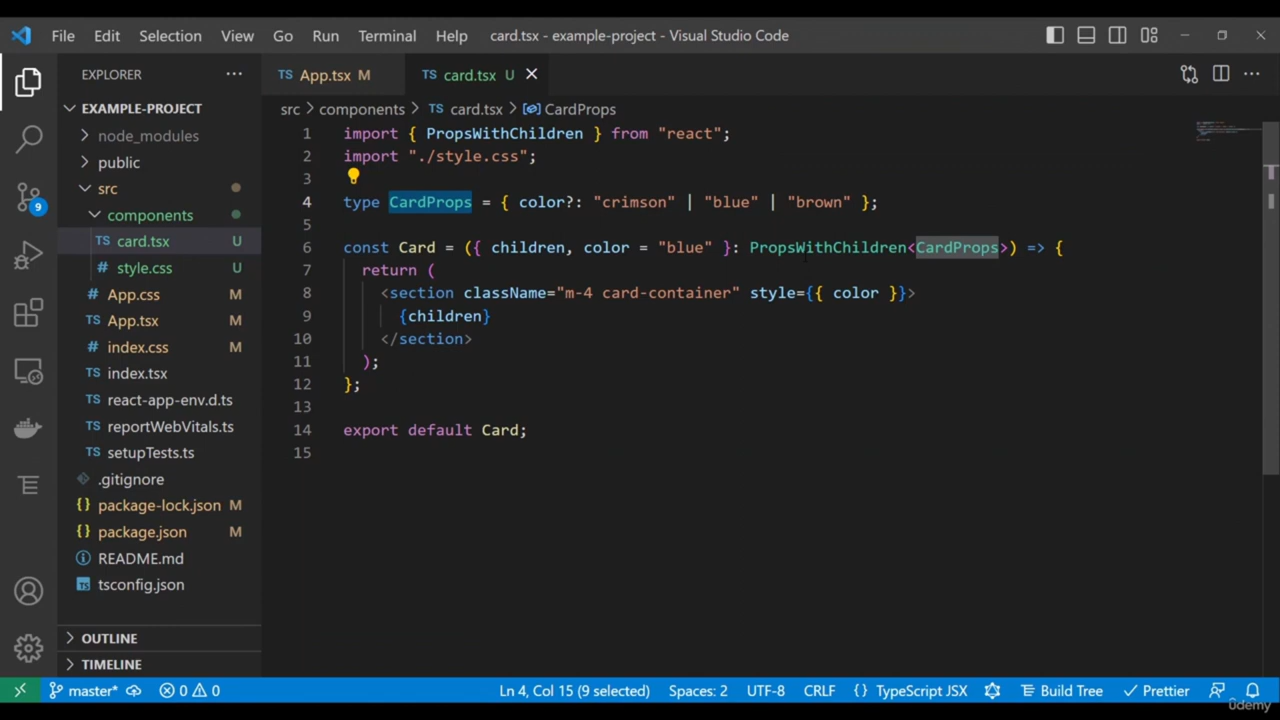 File Edit Selection View Go Run Terminal Help card.tsx - example-project - Visual Studio Code
EXPLORER ...
TS App.tsx M TS card.tsx U
EXAMPLE-PROJECT
node_modules
public
src
components
TS card.tsx U
# style.css U
# App.css M
TS App.tsx M
# index.css M
TS index.tsx
TS react-app-env.d.ts
TS reportWebVitals.ts
TS setupTests.ts
.gitignore
{} package-lock.json M
{} package.json M
README.md
TS tsconfig.json
OUTLINE
TIMELINE
9
src > components > TS card.tsx > CardProps
1 import { PropsWithChildren } from "react";
2 import "./style.css";
3
4 type CardProps = { color?: "crimson" | "blue" | "brown" };
5
6 const Card = ({ children, color = "blue" }: PropsWithChildren<CardProps>) => {
7 return (
8 <section className="m-4 card-container" style={{ color }}>
9 {children}
10 </section>
11 );
12 };
13
14 export default Card;
15
master* 0 0 Ln 4, Col 15 (9 selected) Spaces: 2 UTF-8 CRLF {} TypeScript JSX Build Tree Prettier
ûdemy